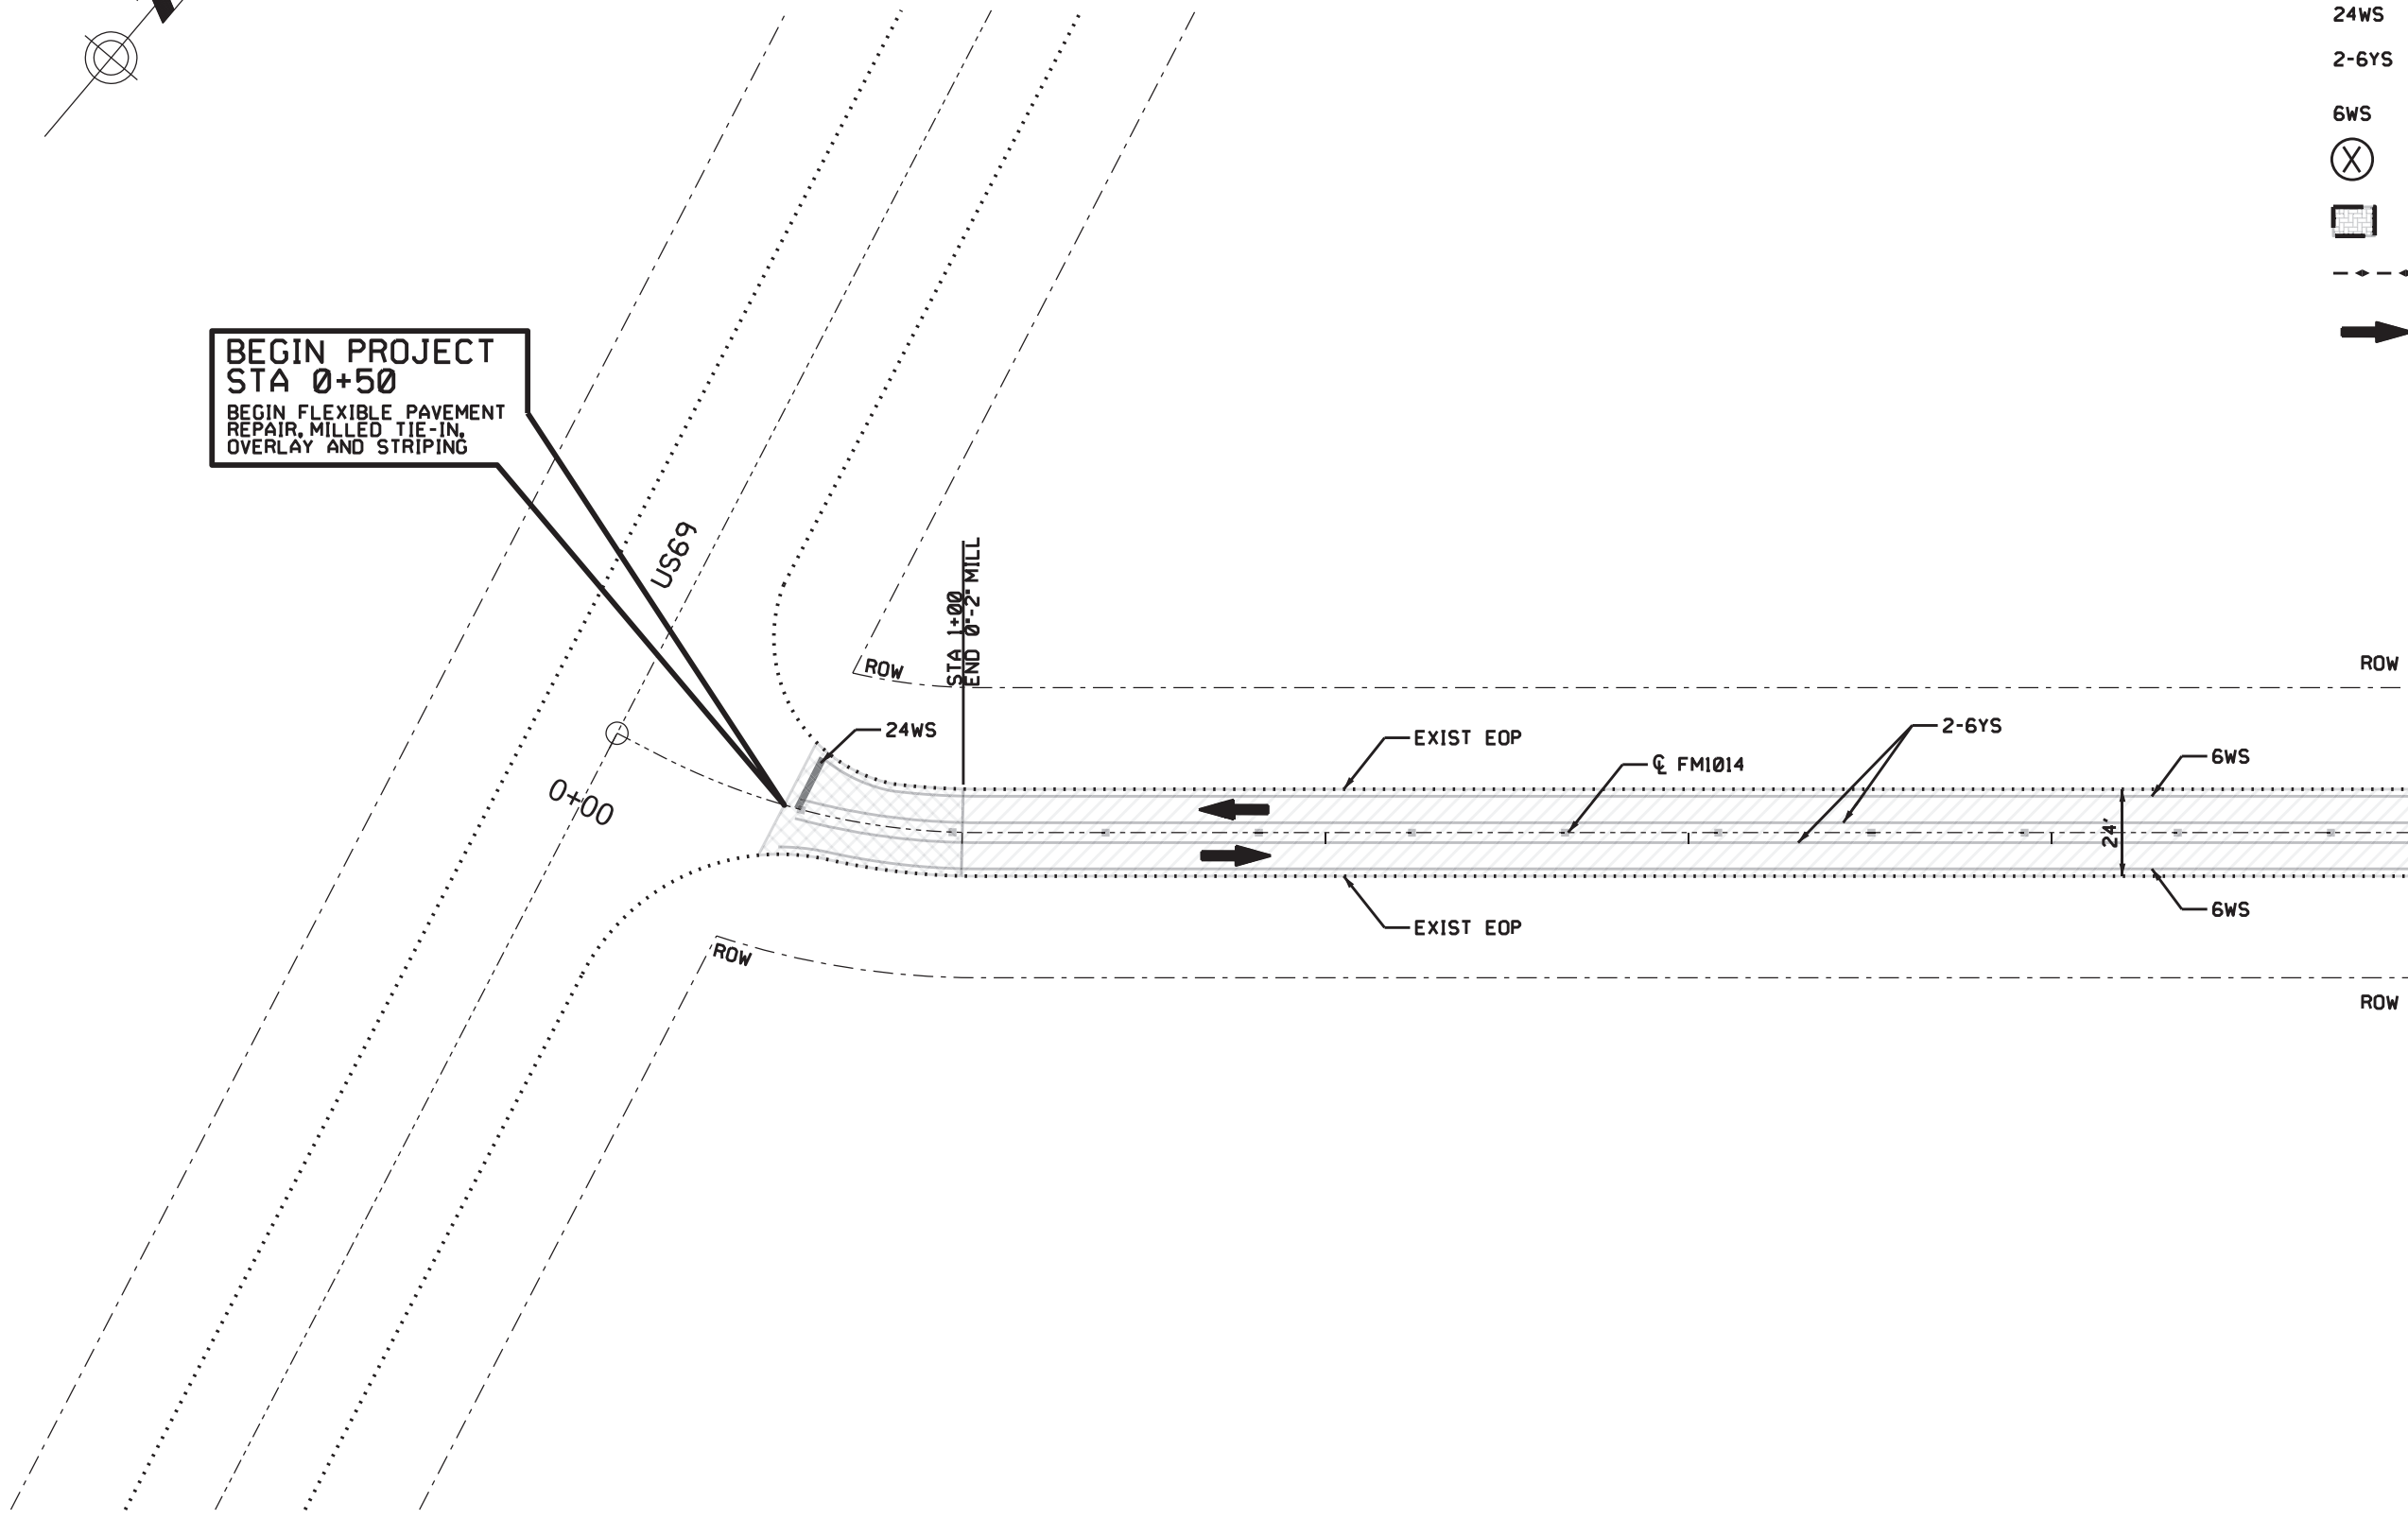 24WS
2-6YS
6WS
X
BEGIN PROJECT
STA 0+50
BEGIN FLEXIBLE PAVEMENT
REPAIR, MILLED TIE-IN,
OVERLAY AND STRIPING
US69
STA 1+00
END 0"-2" MILL
ROW
ROW
24WS
EXIST EOP
2-6YS
℄ FM1014
6WS
0+00
24'
EXIST EOP
6WS
ROW
ROW